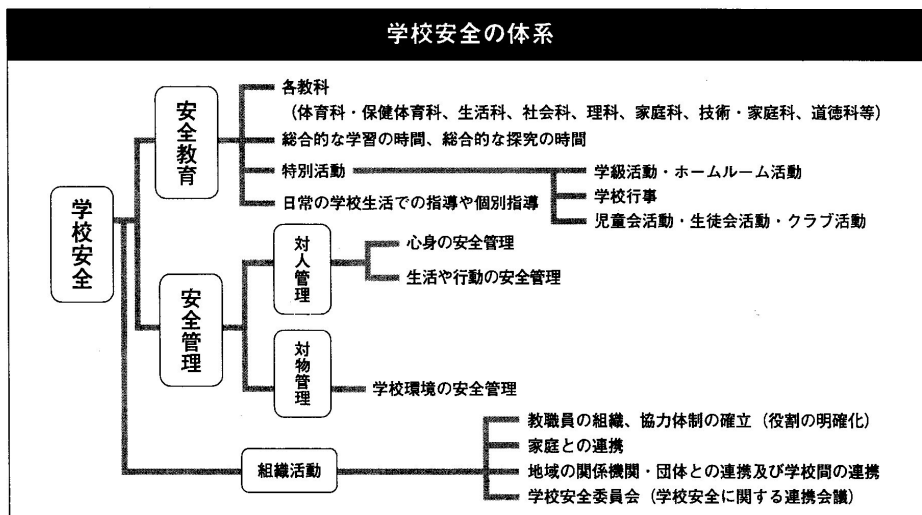 学校安全の体系
学校安全
安全教育
各教科
（体育科・保健体育科、生活科、社会科、理科、家庭科、技術・家庭科、道徳科等）
総合的な学習の時間、総合的な探究の時間
特別活動
学級活動・ホームルーム活動
学校行事
児童会活動・生徒会活動・クラブ活動
日常の学校生活での指導や個別指導
安全管理
対人管理
心身の安全管理
生活や行動の安全管理
対物管理
学校環境の安全管理
組織活動
教職員の組織、協力体制の確立（役割の明確化）
家庭との連携
地域の関係機関・団体との連携及び学校間の連携
学校安全委員会（学校安全に関する連携会議）